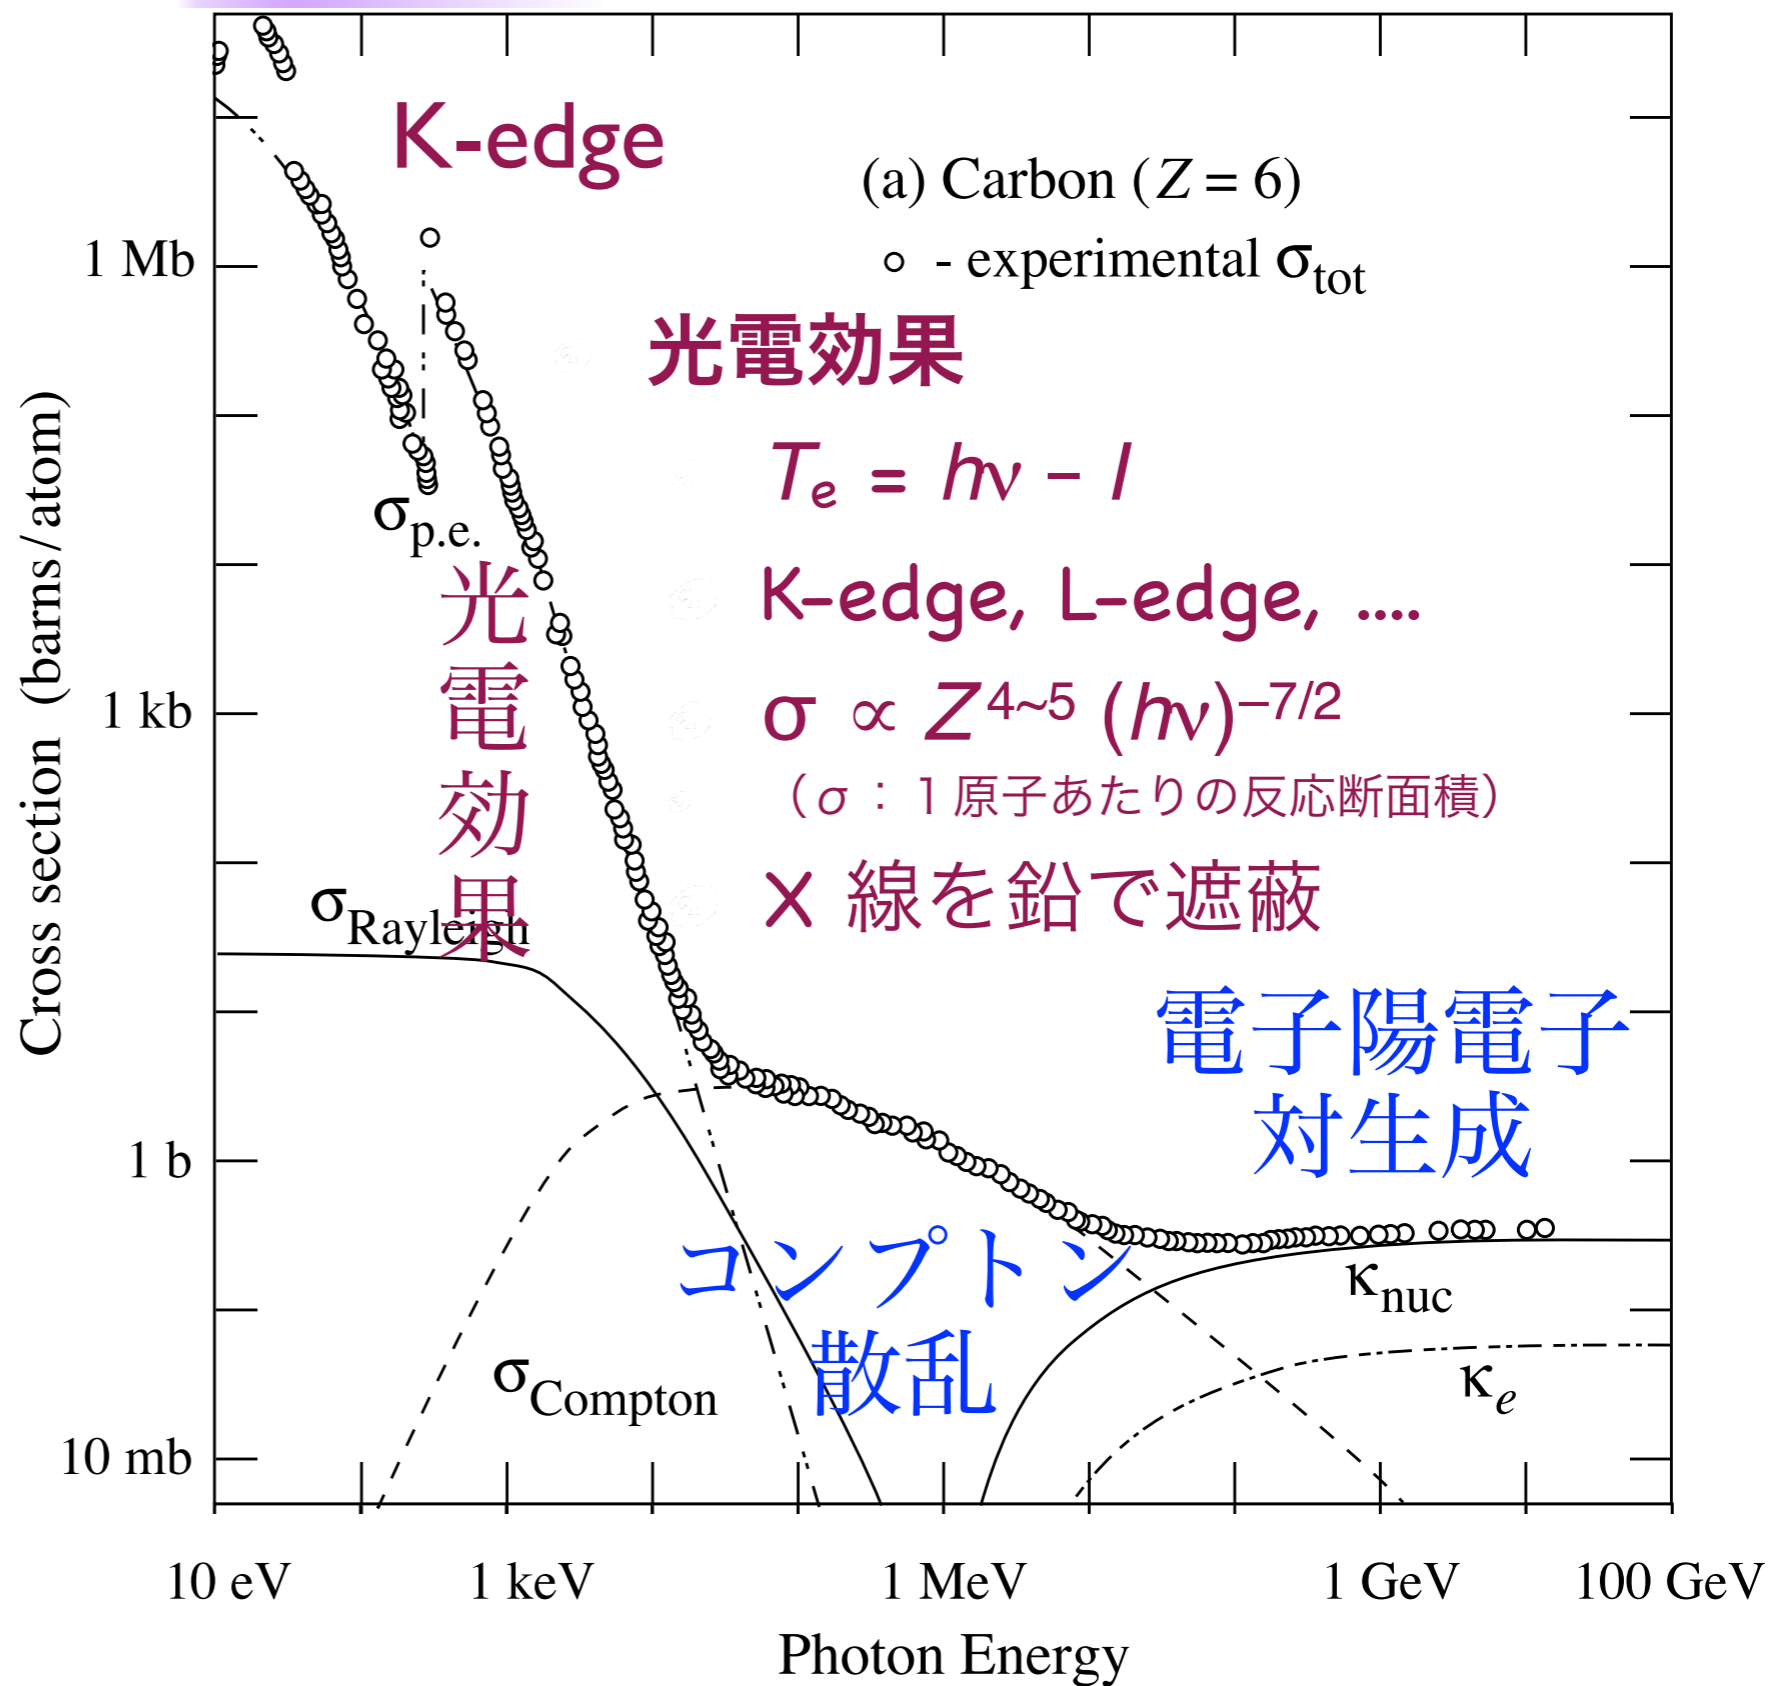 K-edge
(a) Carbon (Z = 6)
○ - experimental σtot
光電効果
Te = hν − I
K-edge, L-edge, ....
σ ∝ Z4~5 (hν)−7/2
（σ：１原子あたりの反応断面積）
X 線を鉛で遮蔽
σp.e.
光電効果
σRayleigh
電子陽電子
対生成
コンプトン
散乱
σCompton
κnuc
κe
Cross section (barns/atom)
1 Mb
1 kb
1 b
10 mb
10 eV 1 keV 1 MeV 1 GeV 100 GeV
Photon Energy